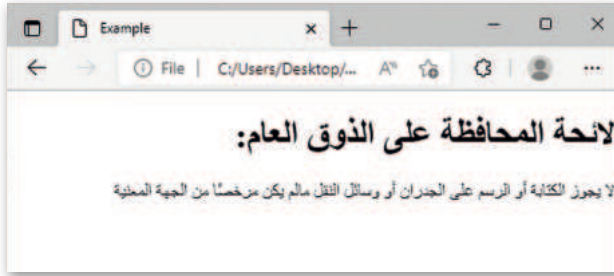 Example
File | C:/Users/Desktop/...
لائحة المحافظة على الذوق العام:
لا يجوز الكتابة أو الرسم على الجدران أو وسائل النقل مالم يكن مرخصًا من الجهة المعنية